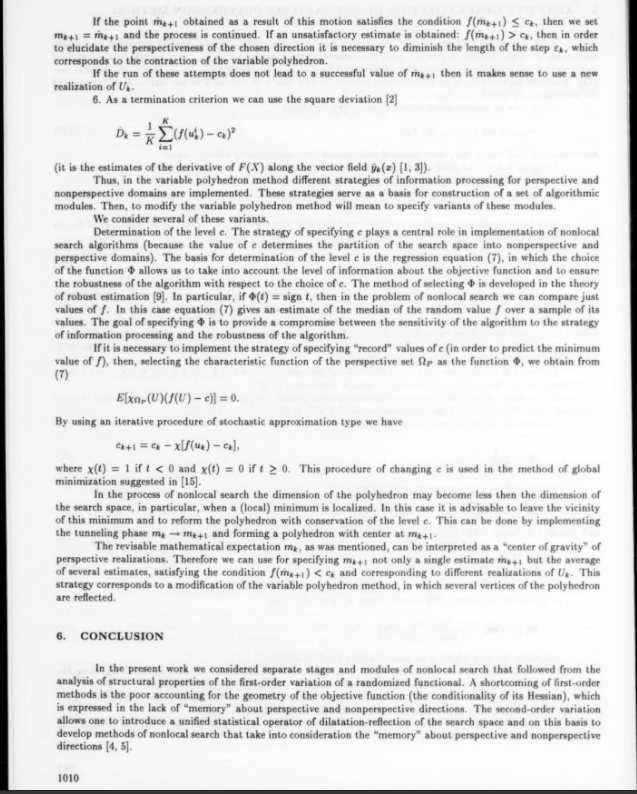 If the point ṁₖ₊₁ obtained as a result of this motion satisfies the condition f(ṁₖ₊₁) ≤ cₖ, then we set
mₖ₊₁ = ṁₖ₊₁ and the process is continued. If an unsatisfactory estimate is obtained: f(ṁₖ₊₁) > cₖ, then in order
to elucidate the perspectiveness of the chosen direction it is necessary to diminish the length of the step εₖ, which
corresponds to the contraction of the variable polyhedron.
If the run of these attempts does not lead to a successful value of ṁₖ₊₁ then it makes sense to use a new
realization of Uₖ.
6. As a termination criterion we can use the square deviation [2]
D̂ₖ = 1/K ∑ᵢ₌₁ᴷ (f(uₖⁱ) − cₖ)²
(it is the estimates of the derivative of F(X) along the vector field ȳₖ(x) [1, 3]).
Thus, in the variable polyhedron method different strategies of information processing for perspective and
nonperspective domains are implemented. These strategies serve as a basis for construction of a set of algorithmic
modules. Then, to modify the variable polyhedron method will mean to specify variants of these modules.
We consider several of these variants.
Determination of the level c. The strategy of specifying c plays a central role in implementation of nonlocal
search algorithms (because the value of c determines the partition of the search space into nonperspective and
perspective domains). The basis for determination of the level c is the regression equation (7), in which the choice
of the function Φ allows us to take into account the level of information about the objective function and to ensure
the robustness of the algorithm with respect to the choice of c. The method of selecting Φ is developed in the theory
of robust estimation [9]. In particular, if Φ(t) = sign t, then in the problem of nonlocal search we can compare just
values of f. In this case equation (7) gives an estimate of the median of the random value f over a sample of its
values. The goal of specifying Φ is to provide a compromise between the sensitivity of the algorithm to the strategy
of information processing and the robustness of the algorithm.
If it is necessary to implement the strategy of specifying "record" values of c (in order to predict the minimum
value of f), then, selecting the characteristic function of the perspective set Ω_P as the function Φ, we obtain from
(7)
E[χ_{Ω_P}(U)(f(U) − c)] = 0.
By using an iterative procedure of stochastic approximation type we have
cₖ₊₁ = cₖ − χ[f(uₖ) − cₖ],
where χ(t) = 1 if t < 0 and χ(t) = 0 if t ≥ 0. This procedure of changing c is used in the method of global
minimization suggested in [15].
In the process of nonlocal search the dimension of the polyhedron may become less then the dimension of
the search space, in particular, when a (local) minimum is localized. In this case it is advisable to leave the vicinity
of this minimum and to reform the polyhedron with conservation of the level c. This can be done by implementing
the tunneling phase mₖ → mₖ₊₁ and forming a polyhedron with center at mₖ₊₁.
The revisable mathematical expectation mₖ, as was mentioned, can be interpreted as a "center of gravity" of
perspective realizations. Therefore we can use for specifying mₖ₊₁ not only a single estimate ṁₖ₊₁ but the average
of several estimates, satisfying the condition f(ṁₖ₊₁) < cₖ and corresponding to different realizations of Uₖ. This
strategy corresponds to a modification of the variable polyhedron method, in which several vertices of the polyhedron
are reflected.
6. CONCLUSION
In the present work we considered separate stages and modules of nonlocal search that followed from the
analysis of structural properties of the first-order variation of a randomized functional. A shortcoming of first-order
methods is the poor accounting for the geometry of the objective function (the conditionality of its Hessian), which
is expressed in the lack of "memory" about perspective and nonperspective directions. The second-order variation
allows one to introduce a unified statistical operator of dilatation-reflection of the search space and on this basis to
develop methods of nonlocal search that take into consideration the "memory" about perspective and nonperspective
directions [4, 5].
1010